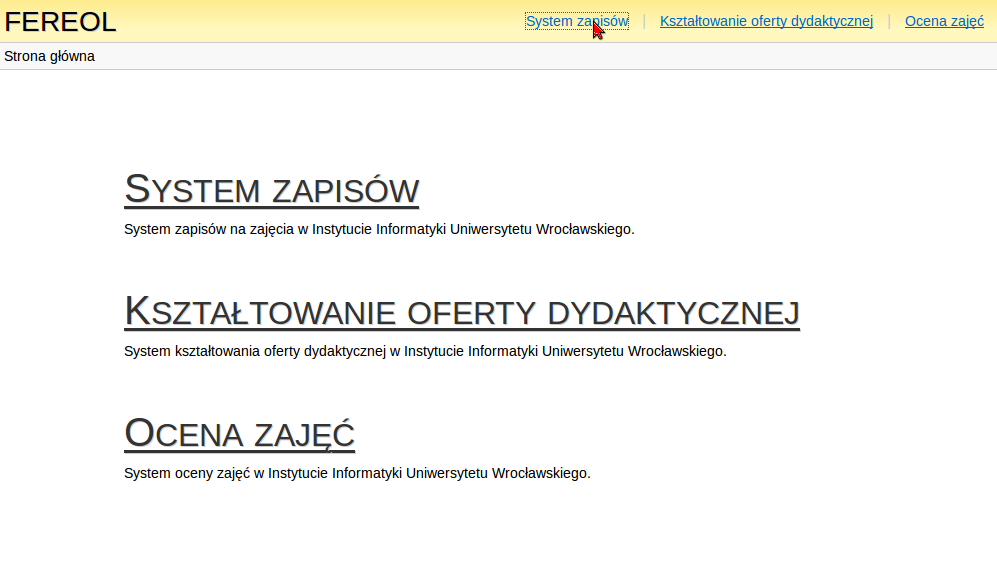 FEREOL
System zapisów | Kształtowanie oferty dydaktycznej | Ocena zajęć
Strona główna
System zapisów
System zapisów na zajęcia w Instytucie Informatyki Uniwersytetu Wrocławskiego.
Kształtowanie oferty dydaktycznej
System kształtowania oferty dydaktycznej w Instytucie Informatyki Uniwersytetu Wrocławskiego.
Ocena zajęć
System oceny zajęć w Instytucie Informatyki Uniwersytetu Wrocławskiego.